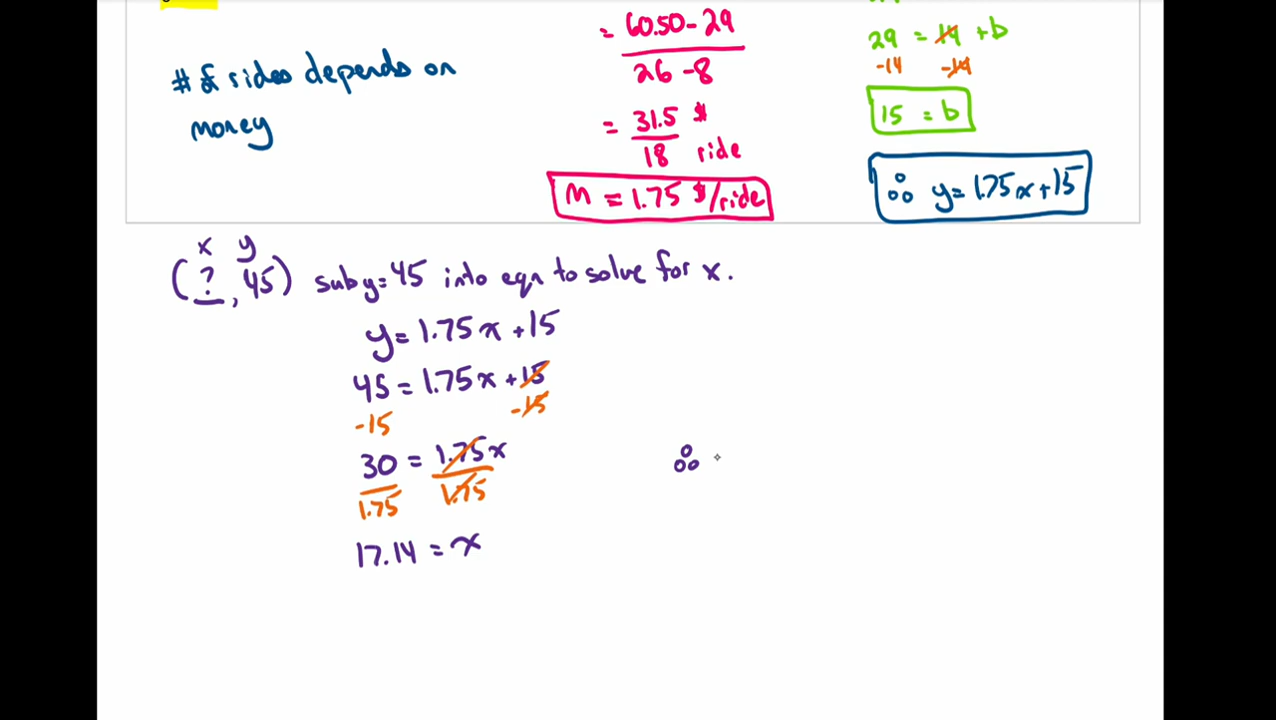 # of rides depends on
money
= 60.50 - 29
26 - 8
= 31.5 $
18 ride
m = 1.75 $/ride
29 = 14 + b
-14 -14
15 = b
∴ y = 1.75x + 15
x y
( ? , 45) sub y = 45 into eqn to solve for x.
y = 1.75x + 15
45 = 1.75x + 15
-15 -15
30 = 1.75x
1.75 1.75
17.14 = x
∴